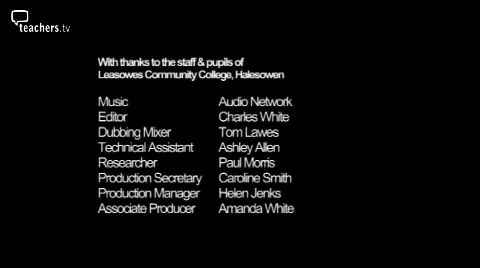 teachers.tv
With thanks to the staff & pupils of
Leasowes Community College, Halesowen
Music Audio Network
Editor Charles White
Dubbing Mixer Tom Lawes
Technical Assistant Ashley Allen
Researcher Paul Morris
Production Secretary Caroline Smith
Production Manager Helen Jenks
Associate Producer Amanda White